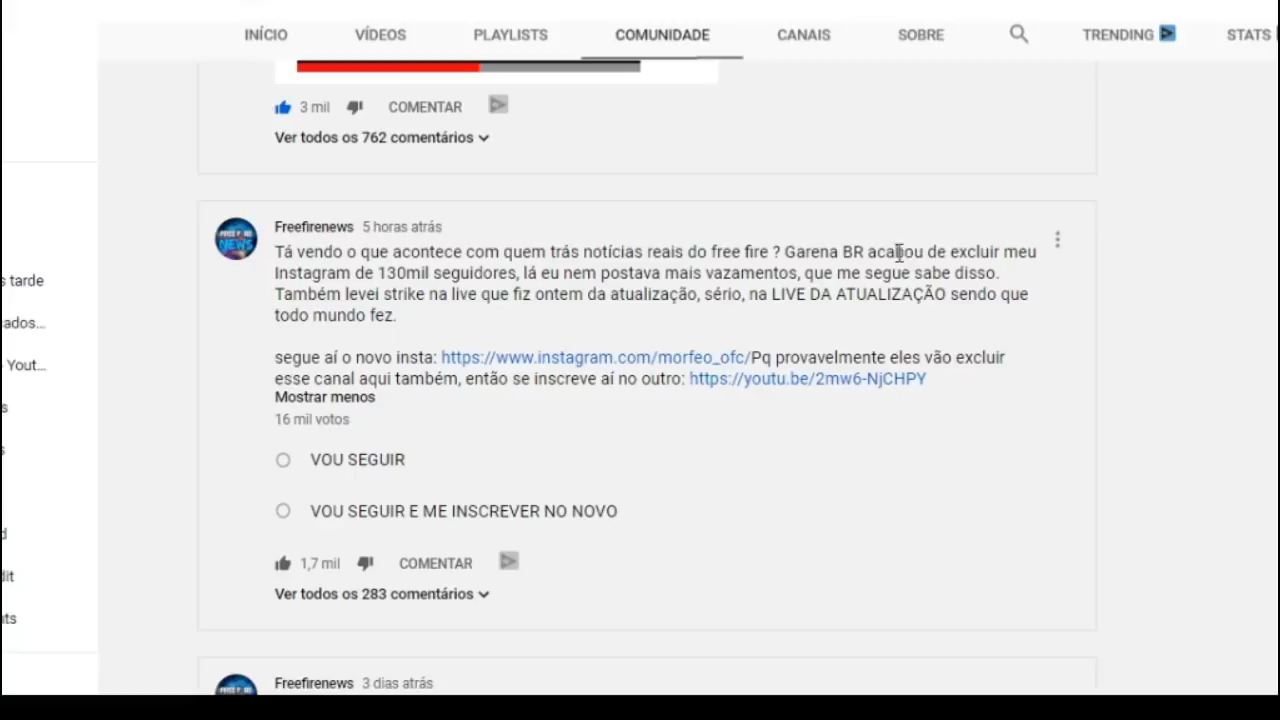 INÍCIO VÍDEOS PLAYLISTS COMUNIDADE CANAIS SOBRE TRENDING STATS
3 mil COMENTAR
Ver todos os 762 comentários
Freefirenews 5 horas atrás
Tá vendo o que acontece com quem trás notícias reais do free fire ? Garena BR acabou de excluir meu
Instagram de 130mil seguidores, lá eu nem postava mais vazamentos, que me segue sabe disso.
Também levei strike na live que fiz ontem da atualização, sério, na LIVE DA ATUALIZAÇÃO sendo que
todo mundo fez.
segue aí o novo insta: https://www.instagram.com/morfeo_ofc/Pq provavelmente eles vão excluir
esse canal aqui também, então se inscreve aí no outro: https://youtu.be/2mw6-NjCHPY
Mostrar menos
16 mil votos
VOU SEGUIR
VOU SEGUIR E ME INSCREVER NO NOVO
1,7 mil COMENTAR
Ver todos os 283 comentários
Freefirenews 3 dias atrás
s tarde
cados...
Yout...
s
s
d
dit
uts